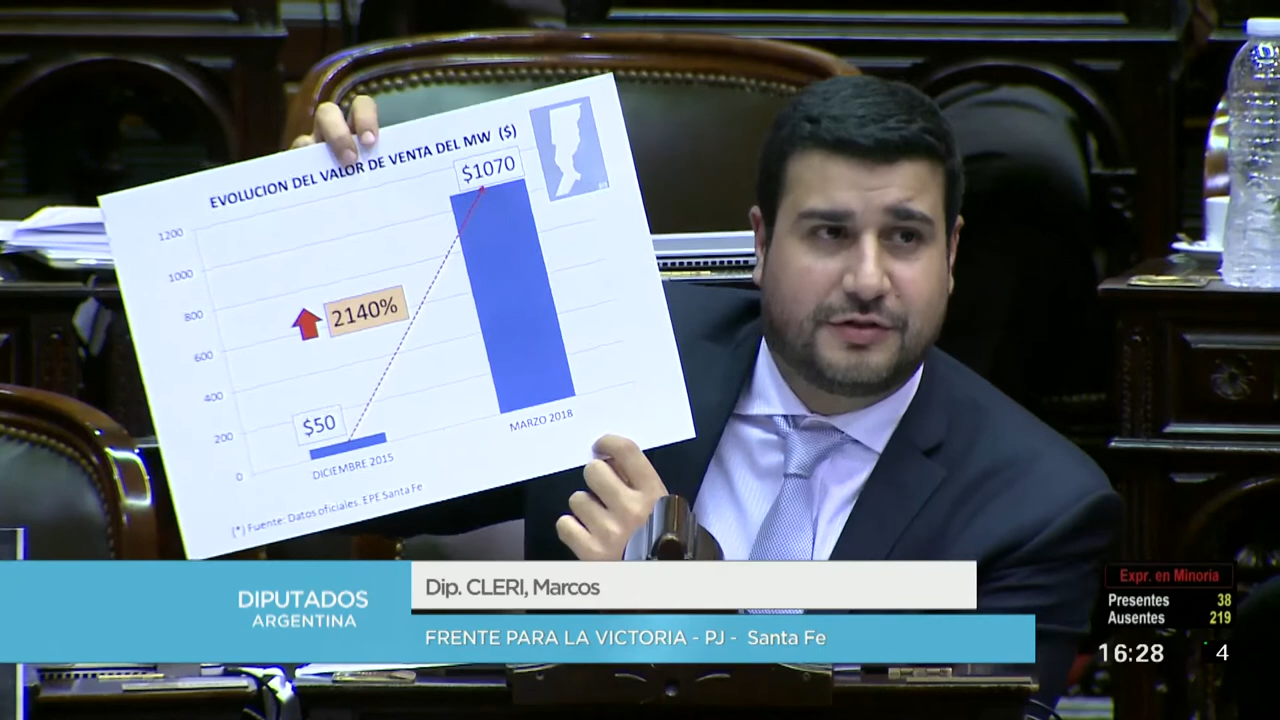 EVOLUCION DEL VALOR DE VENTA DEL MW ($)
$1070
1200
1000
800
600
400
200
0
2140%
$50
DICIEMBRE 2015
MARZO 2018
(*) Fuente: Datos oficiales. EPE Santa Fe
DIPUTADOS
ARGENTINA
Dip. CLERI, Marcos
FRENTE PARA LA VICTORIA - PJ - Santa Fe
Expr. en Minoría
Presentes 38
Ausentes 219
16:28 4